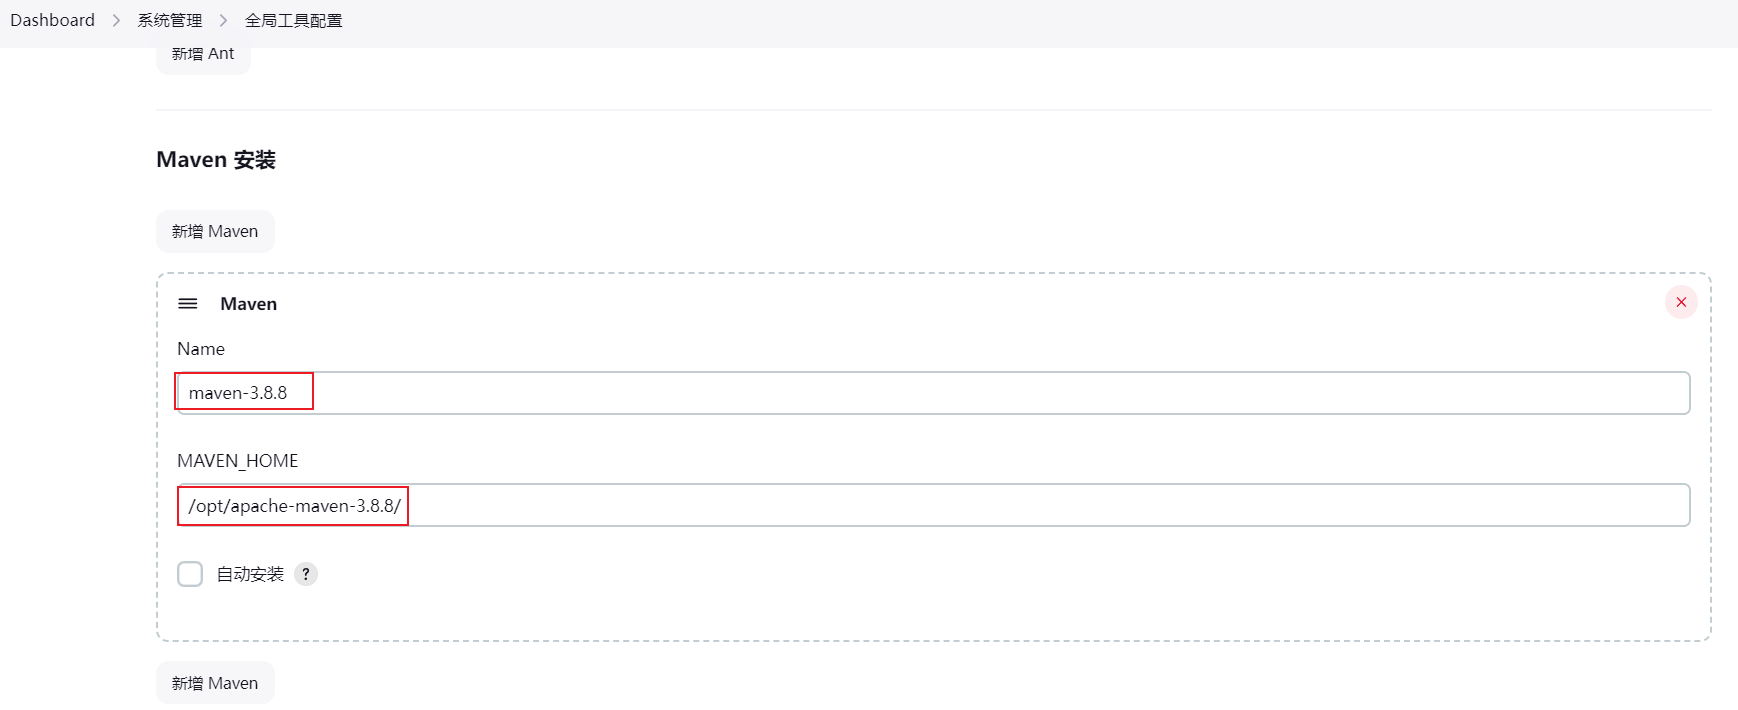 Dashboard > 系统管理 > 全局工具配置
新增 Ant
Maven 安装
新增 Maven
Maven
Name
maven-3.8.8
MAVEN_HOME
/opt/apache-maven-3.8.8/
自动安装 ?
新增 Maven